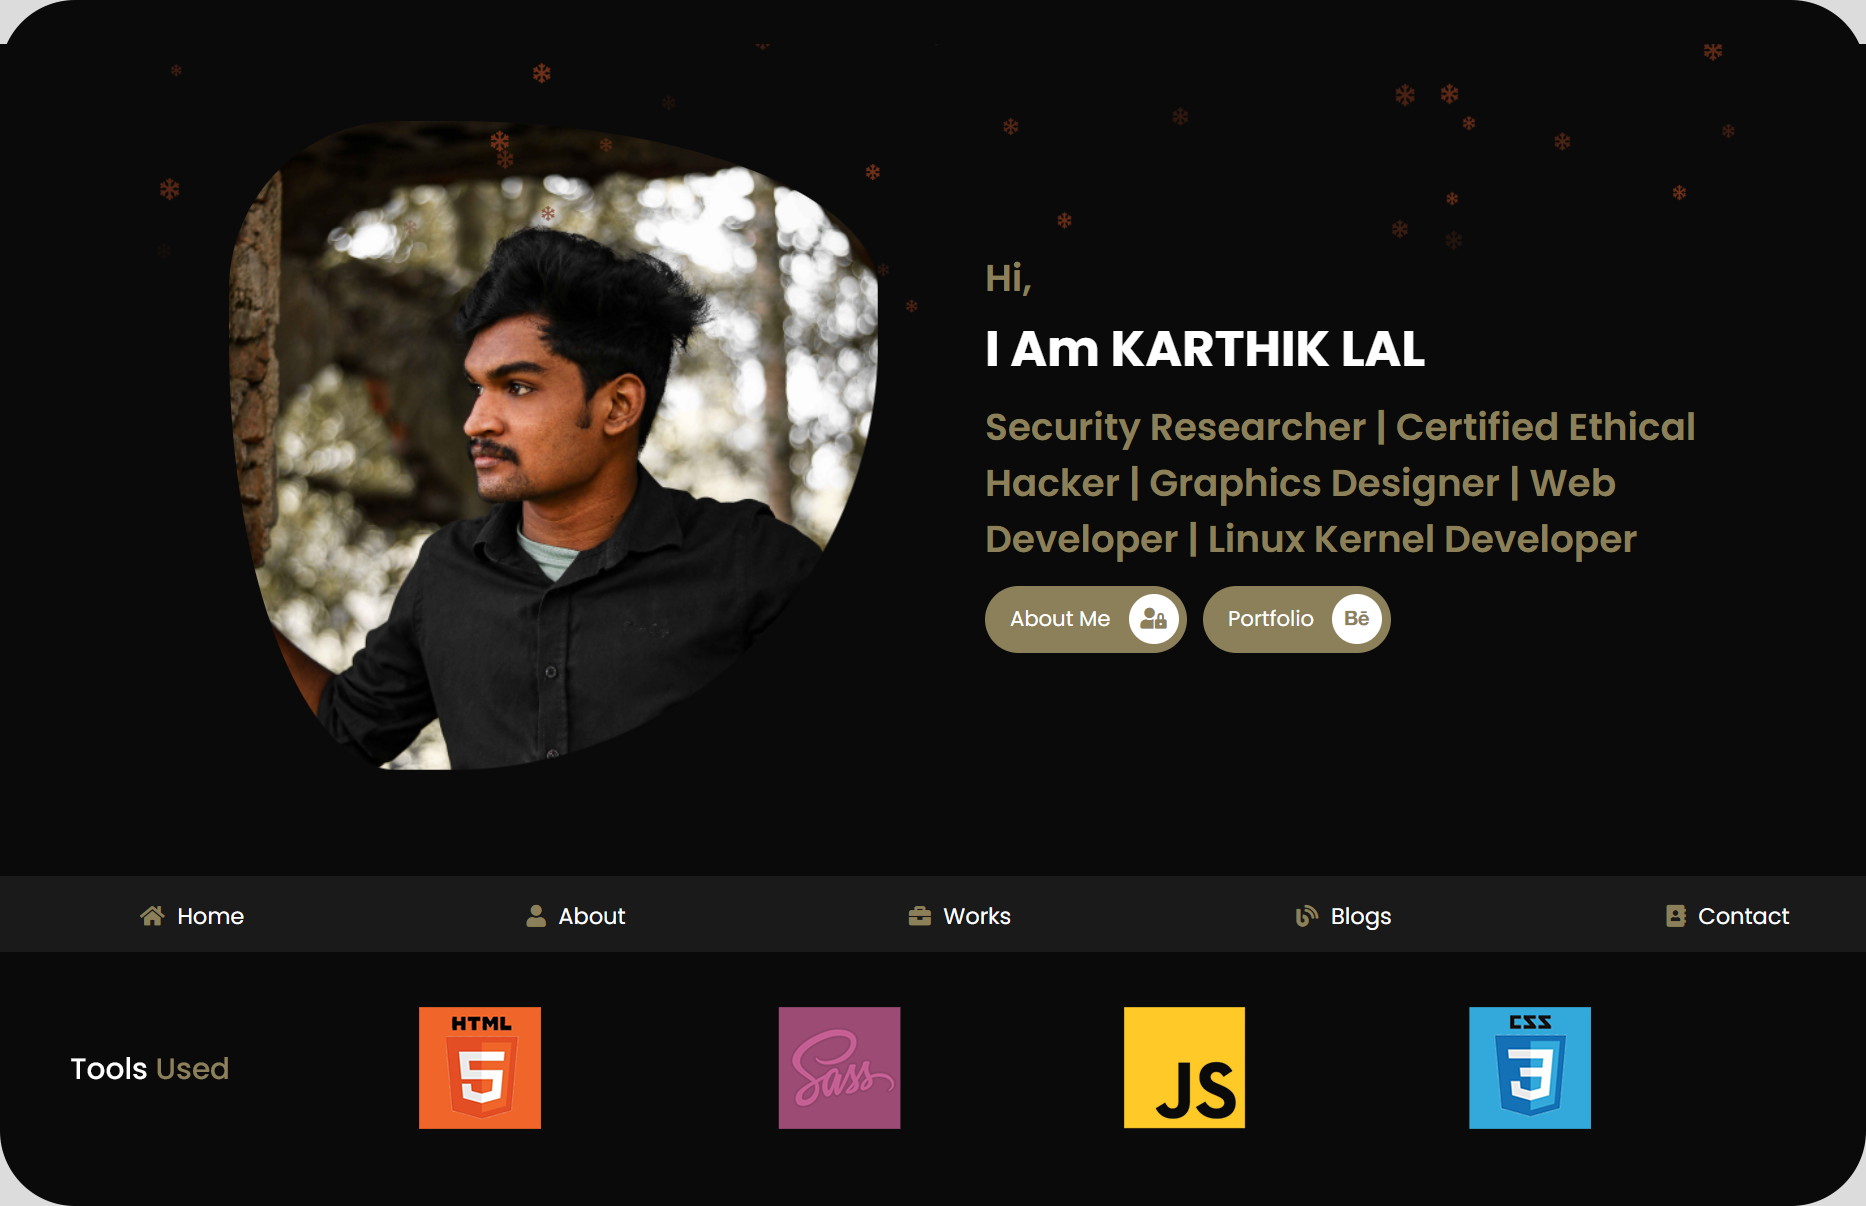 Hi,
I Am KARTHIK LAL
Security Researcher | Certified Ethical
Hacker | Graphics Designer | Web
Developer | Linux Kernel Developer
About Me
Portfolio Bē
Home
About
Works
Blogs
Contact
Tools Used
HTML
5
Sass
JS
CSS
3